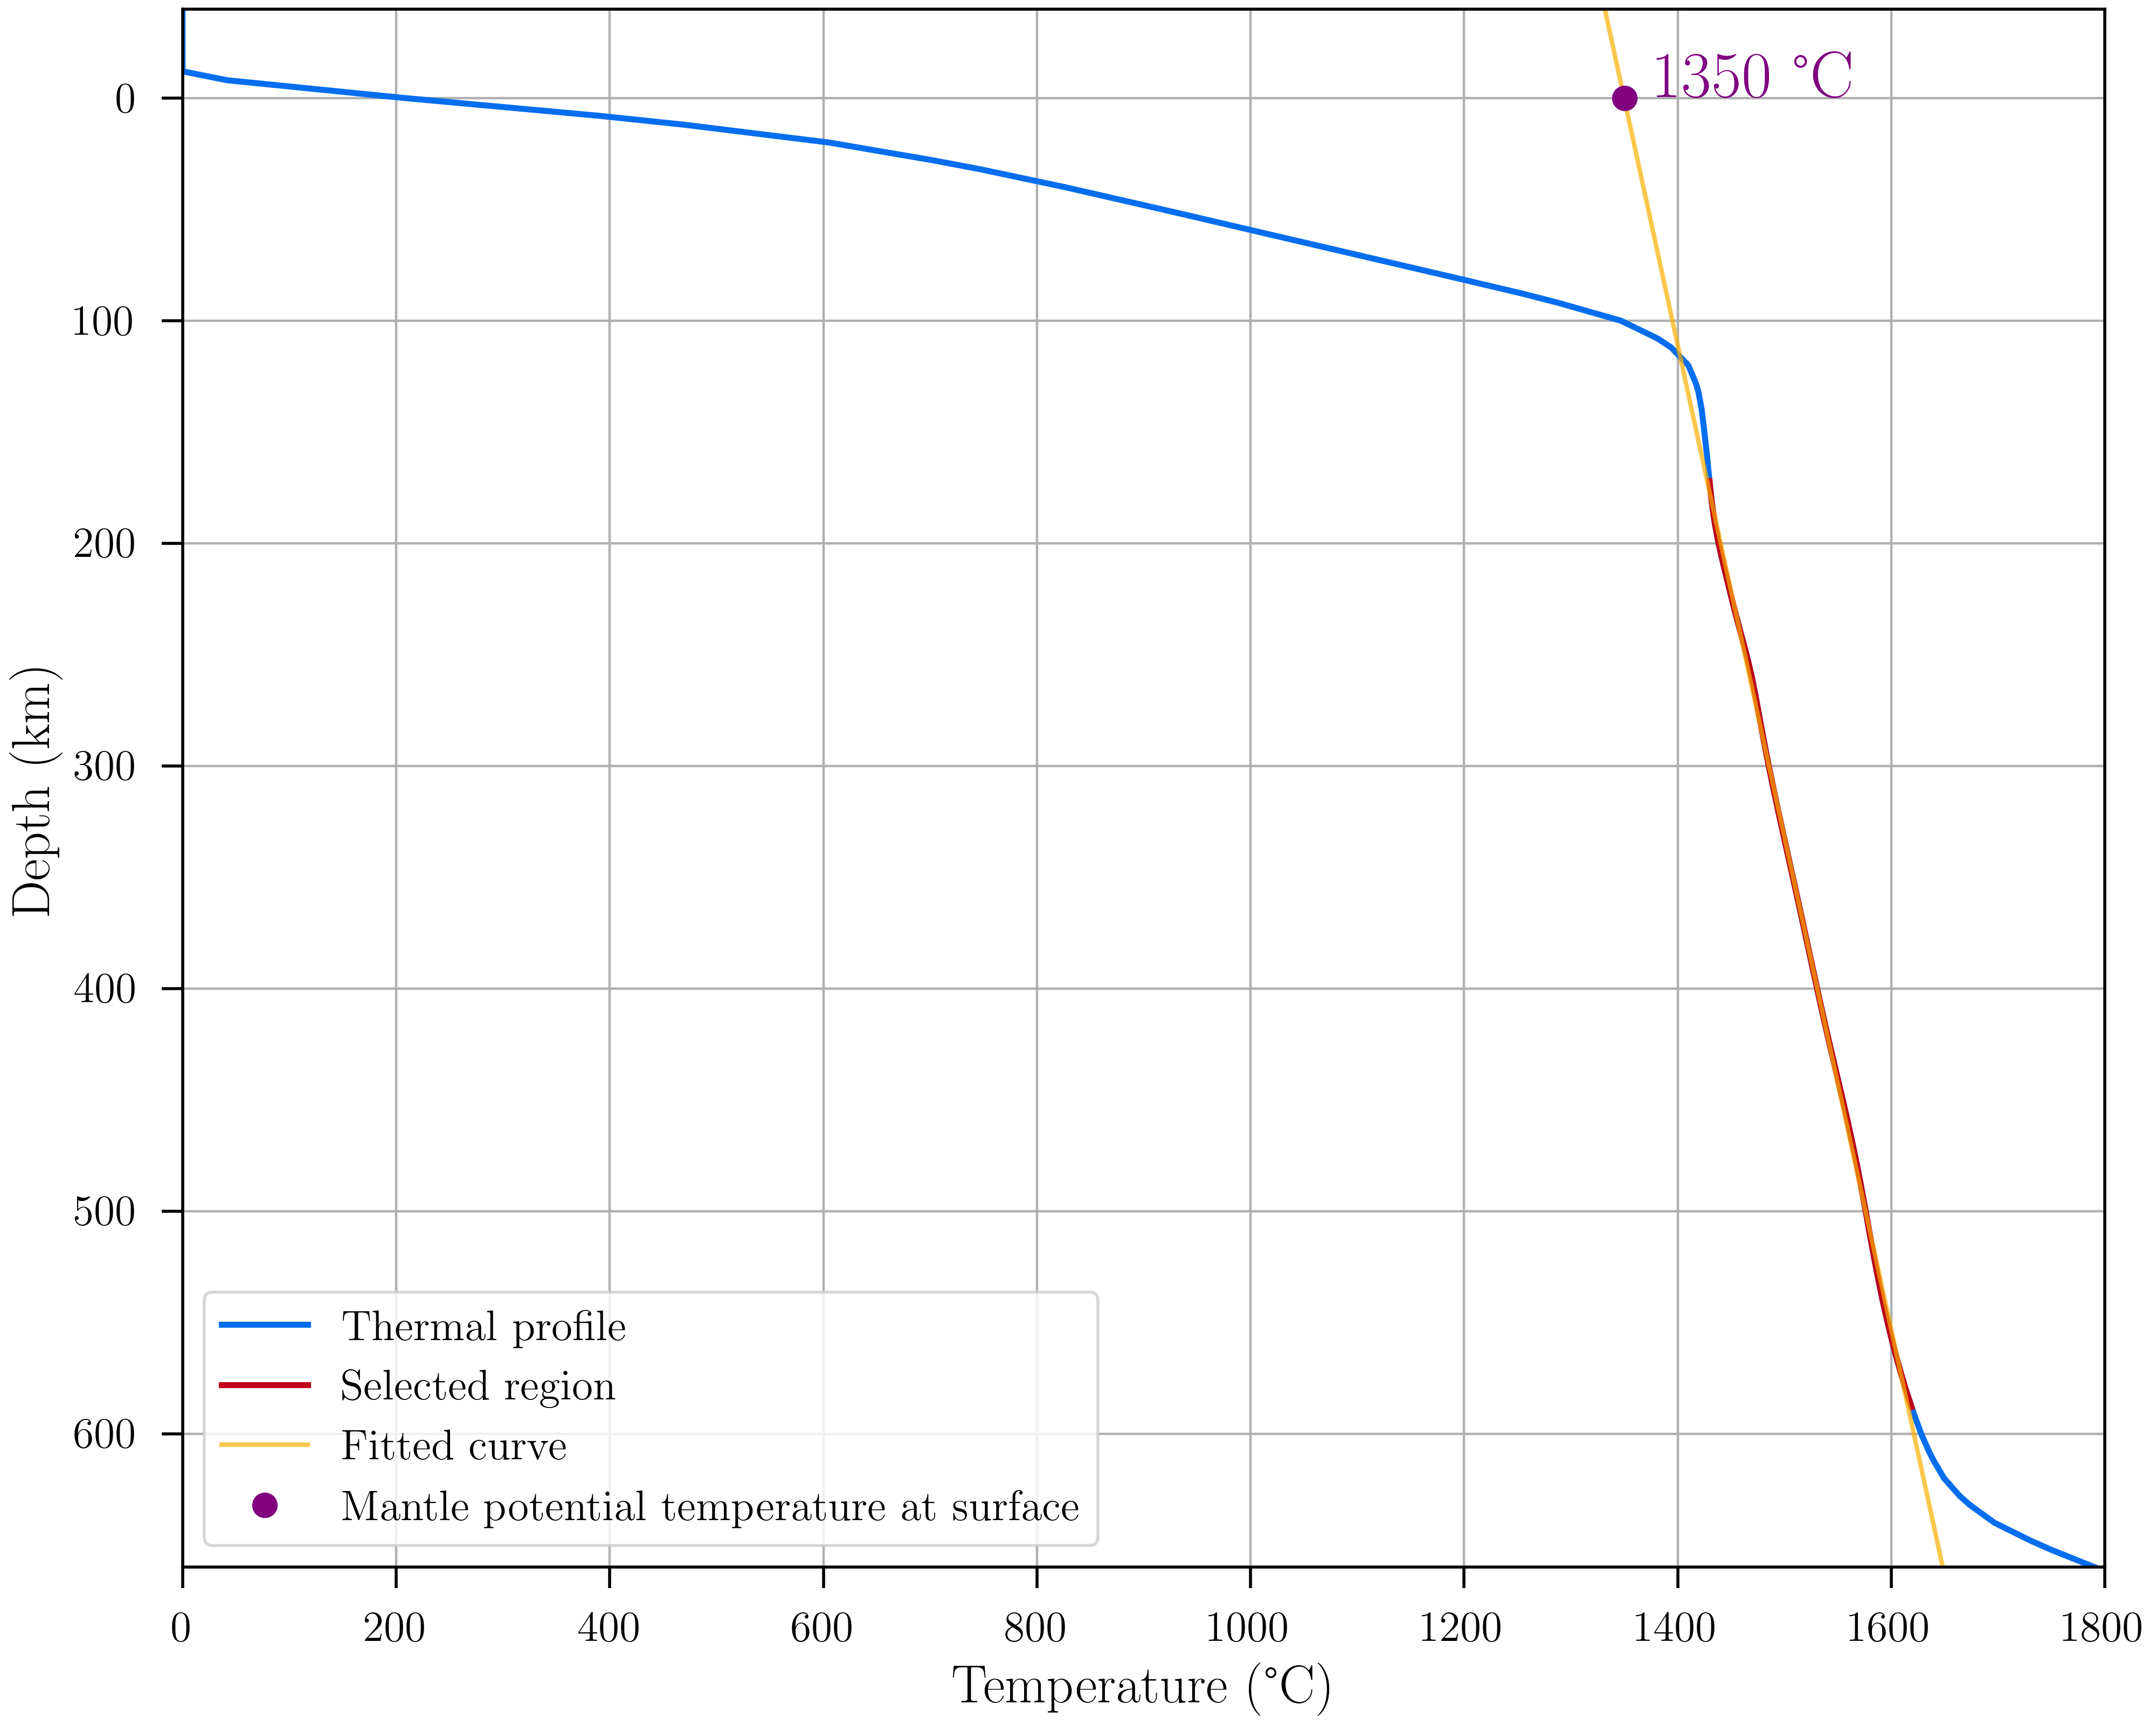 1350 °C
0
100
200
300
400
500
600
Depth (km)
Thermal profile
Selected region
Fitted curve
Mantle potential temperature at surface
0 200 400 600 800 1000 1200 1400 1600 1800
Temperature (°C)